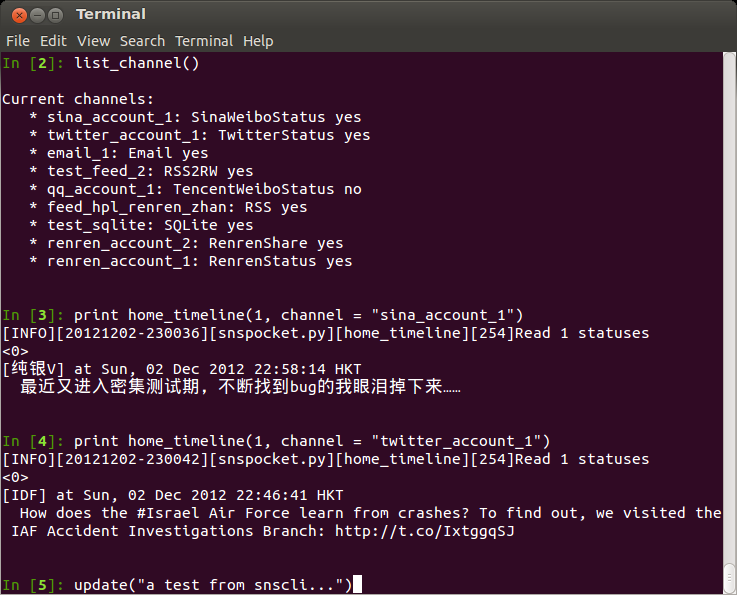 Terminal
File Edit View Search Terminal Help
In [2]: list_channel()
Current channels:
* sina_account_1: SinaWeiboStatus yes
* twitter_account_1: TwitterStatus yes
* email_1: Email yes
* test_feed_2: RSS2RW yes
* qq_account_1: TencentWeiboStatus no
* feed_hpl_renren_zhan: RSS yes
* test_sqlite: SQLite yes
* renren_account_2: RenrenShare yes
* renren_account_1: RenrenStatus yes
In [3]: print home_timeline(1, channel = "sina_account_1")
[INFO][20121202-230036][snspocket.py][home_timeline][254]Read 1 statuses
<0>
[纯银V] at Sun, 02 Dec 2012 22:58:14 HKT
最近又进入密集测试期，不断找到bug的我眼泪掉下来……
In [4]: print home_timeline(1, channel = "twitter_account_1")
[INFO][20121202-230042][snspocket.py][home_timeline][254]Read 1 statuses
<0>
[IDF] at Sun, 02 Dec 2012 22:46:41 HKT
How does the #Israel Air Force learn from crashes? To find out, we visited the
IAF Accident Investigations Branch: http://t.co/IxtggqSJ
In [5]: update("a test from snscli...")